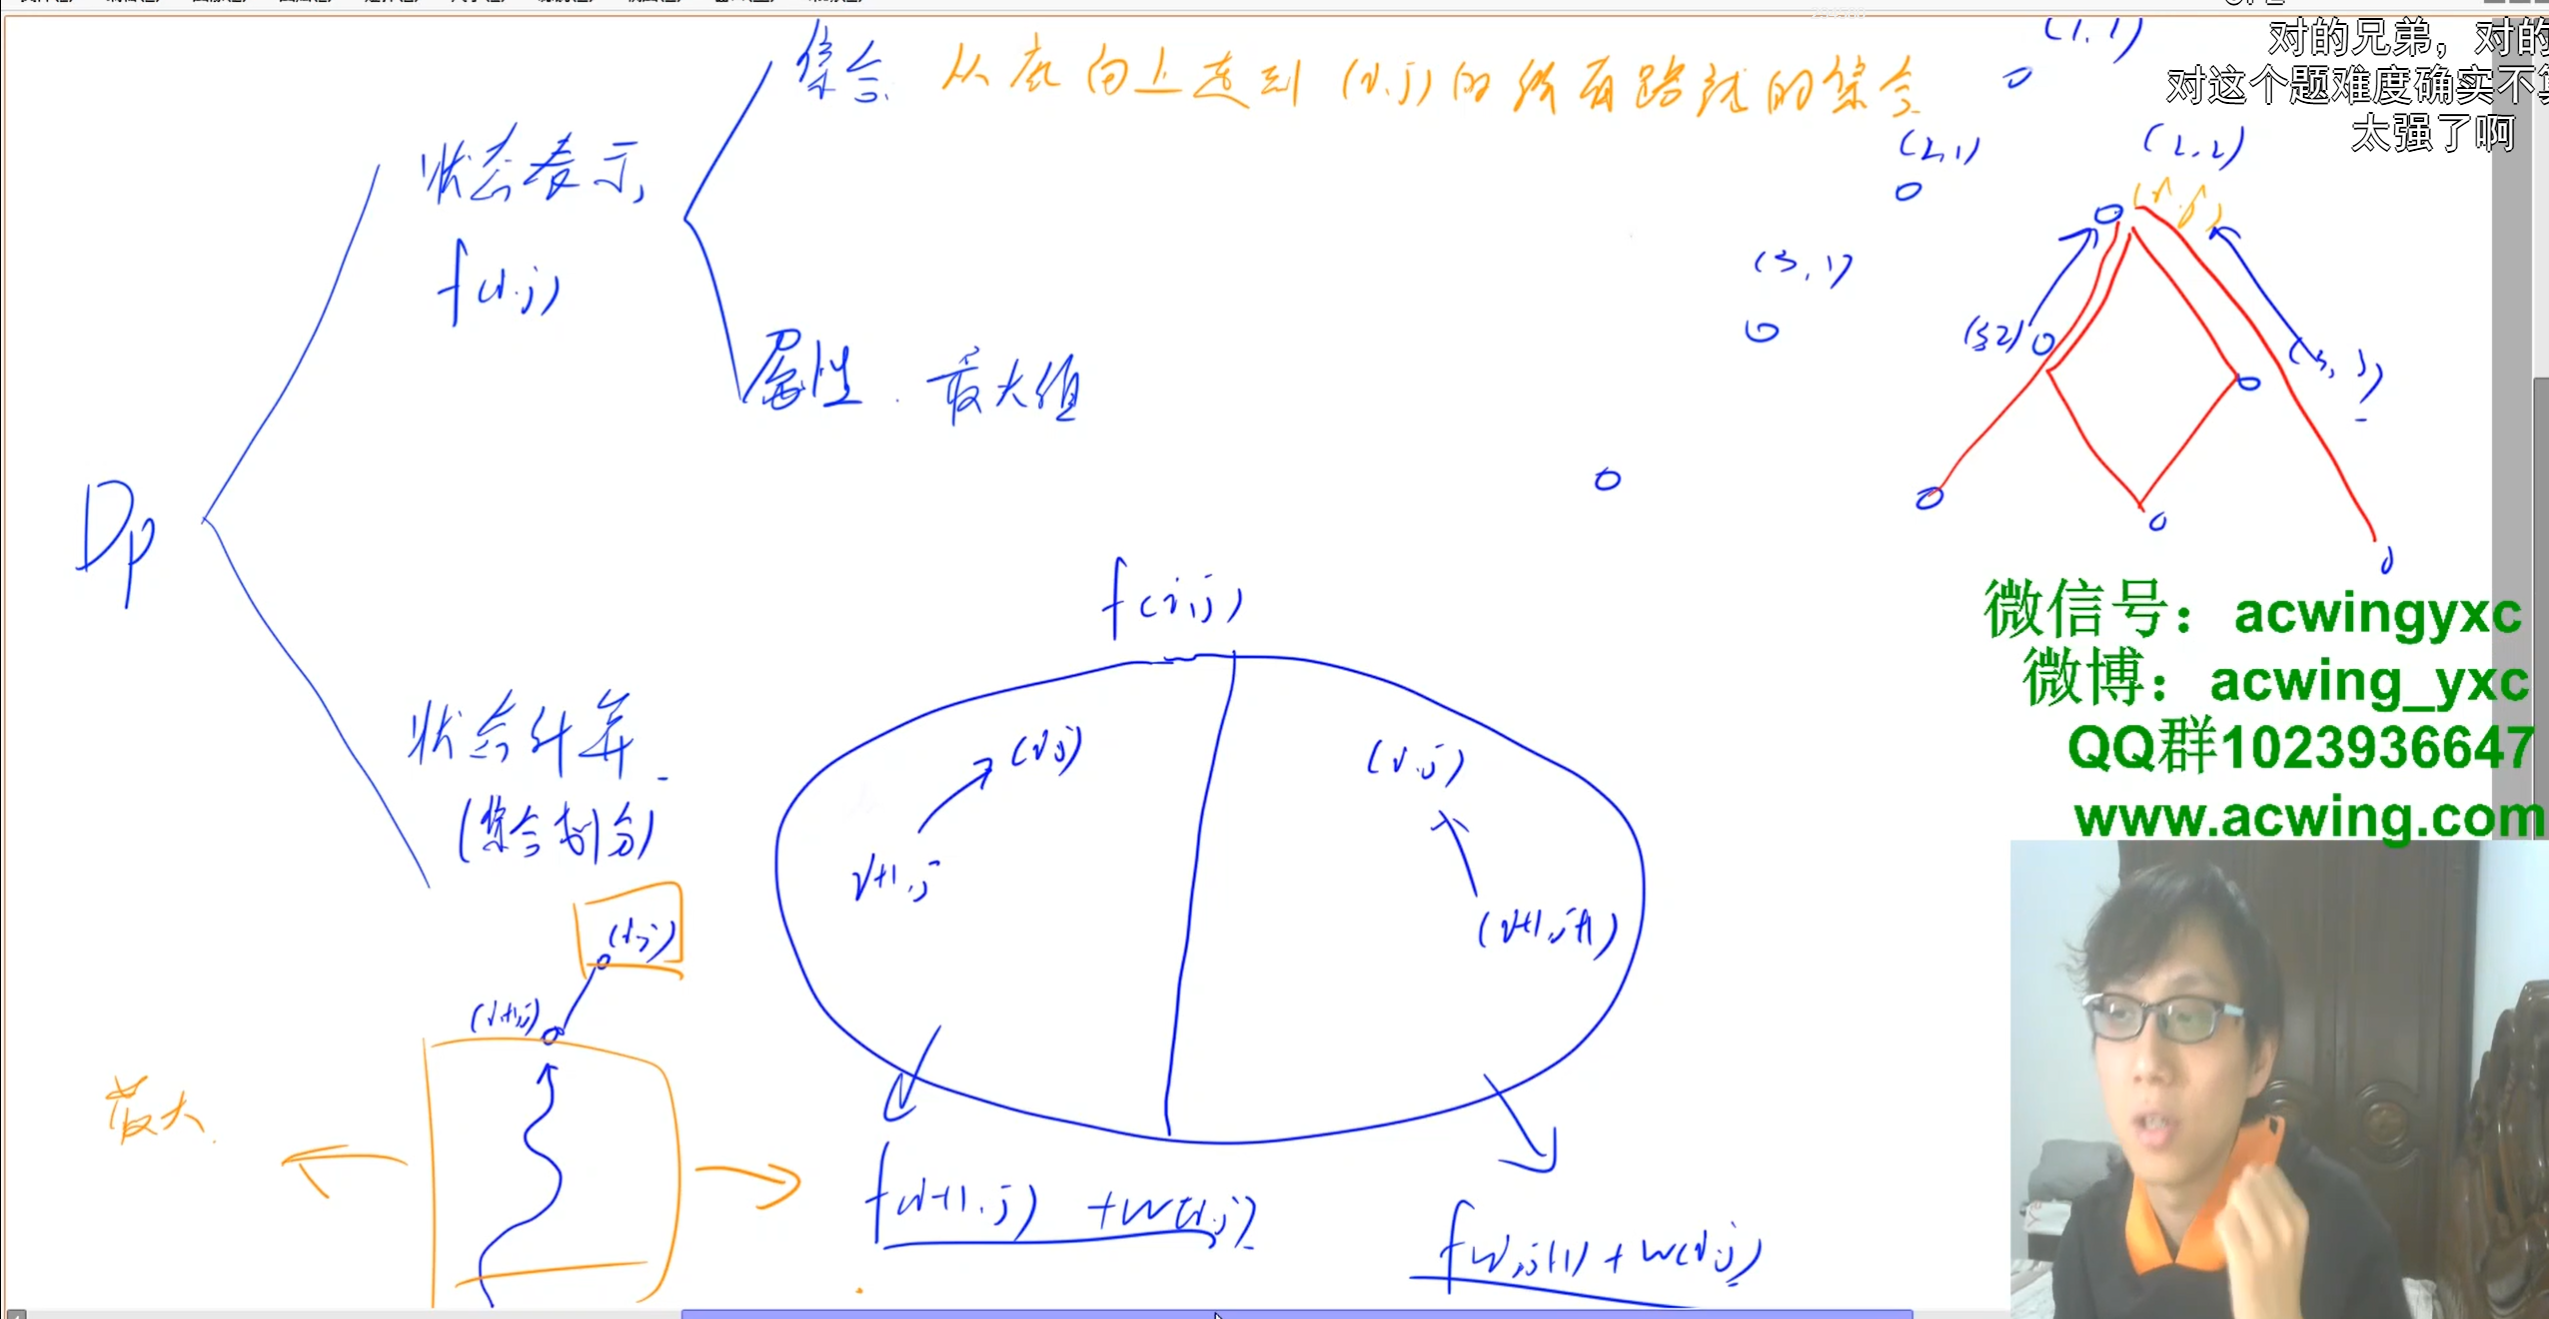 集合 从底向上走到(i,j)的所有路线的集合
(1,1)
对的兄弟，对的
对这个题难度确实不算
太强了啊
状态表示
f(i,j)
(2,1)
(2,2)
(i,j)
(3,1)
(3,2)
属性. 最大值
Dp
f(i,j)
微信号：acwingyxc
微博：acwing_yxc
QQ群1023936647
www.acwing.com
状态计算
(集合划分)
(i,j)
(i,j)
i+1,j
(i+1,j+1)
(i,j)
(i+1,j)
最大.
f(i+1,j) +w(i,j)